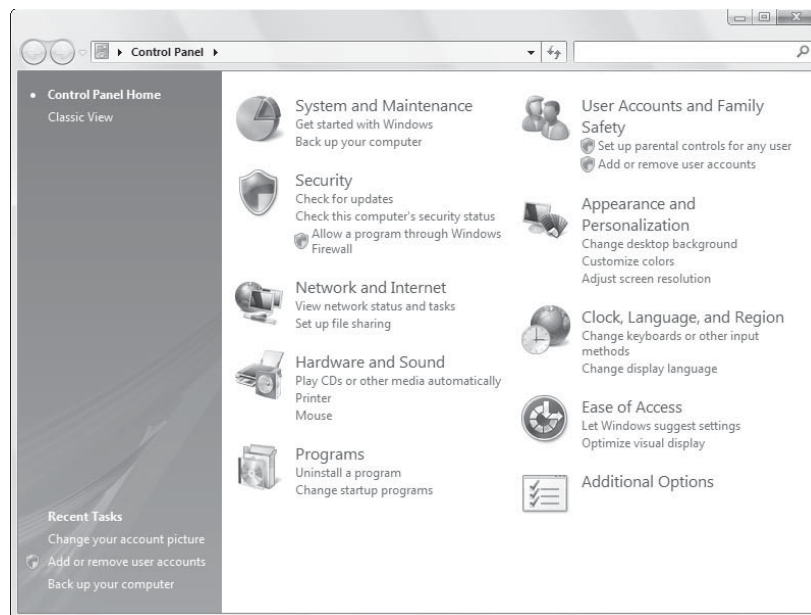 Control Panel
Control Panel Home
Classic View
System and Maintenance
Get started with Windows
Back up your computer
Security
Check for updates
Check this computer's security status
Allow a program through Windows
Firewall
Network and Internet
View network status and tasks
Set up file sharing
Hardware and Sound
Play CDs or other media automatically
Printer
Mouse
Programs
Uninstall a program
Change startup programs
User Accounts and Family
Safety
Set up parental controls for any user
Add or remove user accounts
Appearance and
Personalization
Change desktop background
Customize colors
Adjust screen resolution
Clock, Language, and Region
Change keyboards or other input
methods
Change display language
Ease of Access
Let Windows suggest settings
Optimize visual display
Additional Options
Recent Tasks
Change your account picture
Add or remove user accounts
Back up your computer